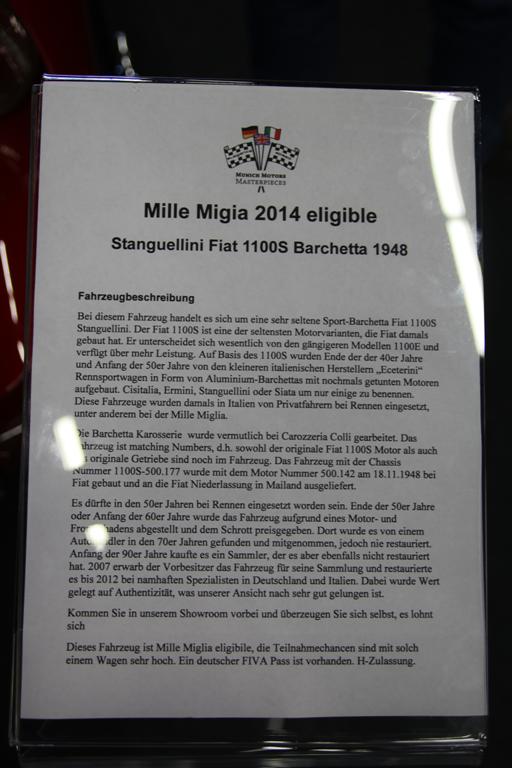 MUNICH MOTORS
MASTERPIECES
Mille Migia 2014 eligible
Stanguellini Fiat 1100S Barchetta 1948
Fahrzeugbeschreibung
Bei diesem Fahrzeug handelt es sich um eine sehr seltene Sport-Barchetta Fiat 1100S
Stanguellini. Der Fiat 1100S ist eine der seltensten Motorvarianten, die Fiat damals
gebaut hat. Er unterscheidet sich wesentlich von den gängigeren Modellen 1100E und
verfügt über mehr Leistung. Auf Basis des 1100S wurden Ende der der 40er Jahre
und Anfang der 50er Jahre von den kleineren italienischen Herstellern „Eceterini“
Rennsportwagen in Form von Aluminium-Barchettas mit nochmals getunten Motoren
aufgebaut. Cisitalia, Ermini, Stanguellini oder Siata um nur einige zu benennen.
Diese Fahrzeuge wurden damals in Italien von Privatfahrern bei Rennen eingesetzt,
unter anderem bei der Mille Miglia.
Die Barchetta Karosserie wurde vermutlich bei Carozzeria Colli gearbeitet. Das
Fahrzeug ist matching Numbers, d.h. sowohl der originale Fiat 1100S Motor als auch
originale Getriebe sind noch im Fahrzeug. Das Fahrzeug mit der Chassis
Nummer 1100S-500.177 wurde mit dem Motor Nummer 500.142 am 18.11.1948 bei
Fiat gebaut und an die Fiat Niederlassung in Mailand ausgeliefert.
Es dürfte in den 50er Jahren bei Rennen eingesetzt worden sein. Ende der 50er Jahre
oder Anfang der 60er Jahre wurde das Fahrzeug aufgrund eines Motor- und
Frostschadens abgestellt und dem Schrott preisgegeben. Dort wurde es von einem
Autohändler in den 70er Jahren gefunden und mitgenommen, jedoch nie restauriert.
Anfang der 90er Jahre kaufte es ein Sammler, der es aber ebenfalls nicht restauriert
hat. 2007 erwarb der Vorbesitzer das Fahrzeug für seine Sammlung und restaurierte
es bis 2012 bei namhaften Spezialisten in Deutschland und Italien. Dabei wurde Wert
gelegt auf Authentizität, was unserer Ansicht nach sehr gut gelungen ist.
Kommen Sie in unserem Showroom vorbei und überzeugen Sie sich selbst, es lohnt
sich
Dieses Fahrzeug ist Mille Miglia eligibile, die Teilnahmechancen sind mit solch
einem Wagen sehr hoch. Ein deutscher FIVA Pass ist vorhanden. H-Zulassung.